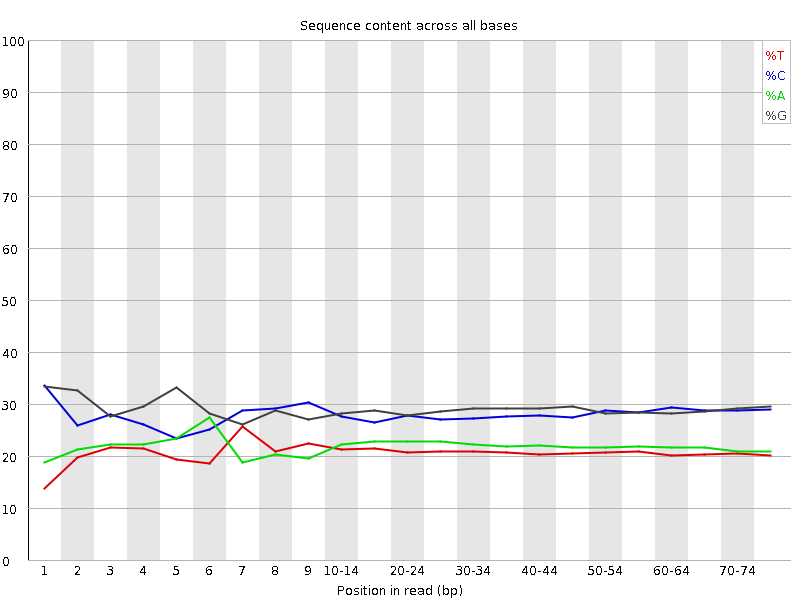 Sequence content across all bases
100
90
80
70
60
50
40
30
20
10
0
%T
%C
%A
%G
1 2 3 4 5 6 7 8 9 10-14 20-24 30-34 40-44 50-54 60-64 70-74
Position in read (bp)